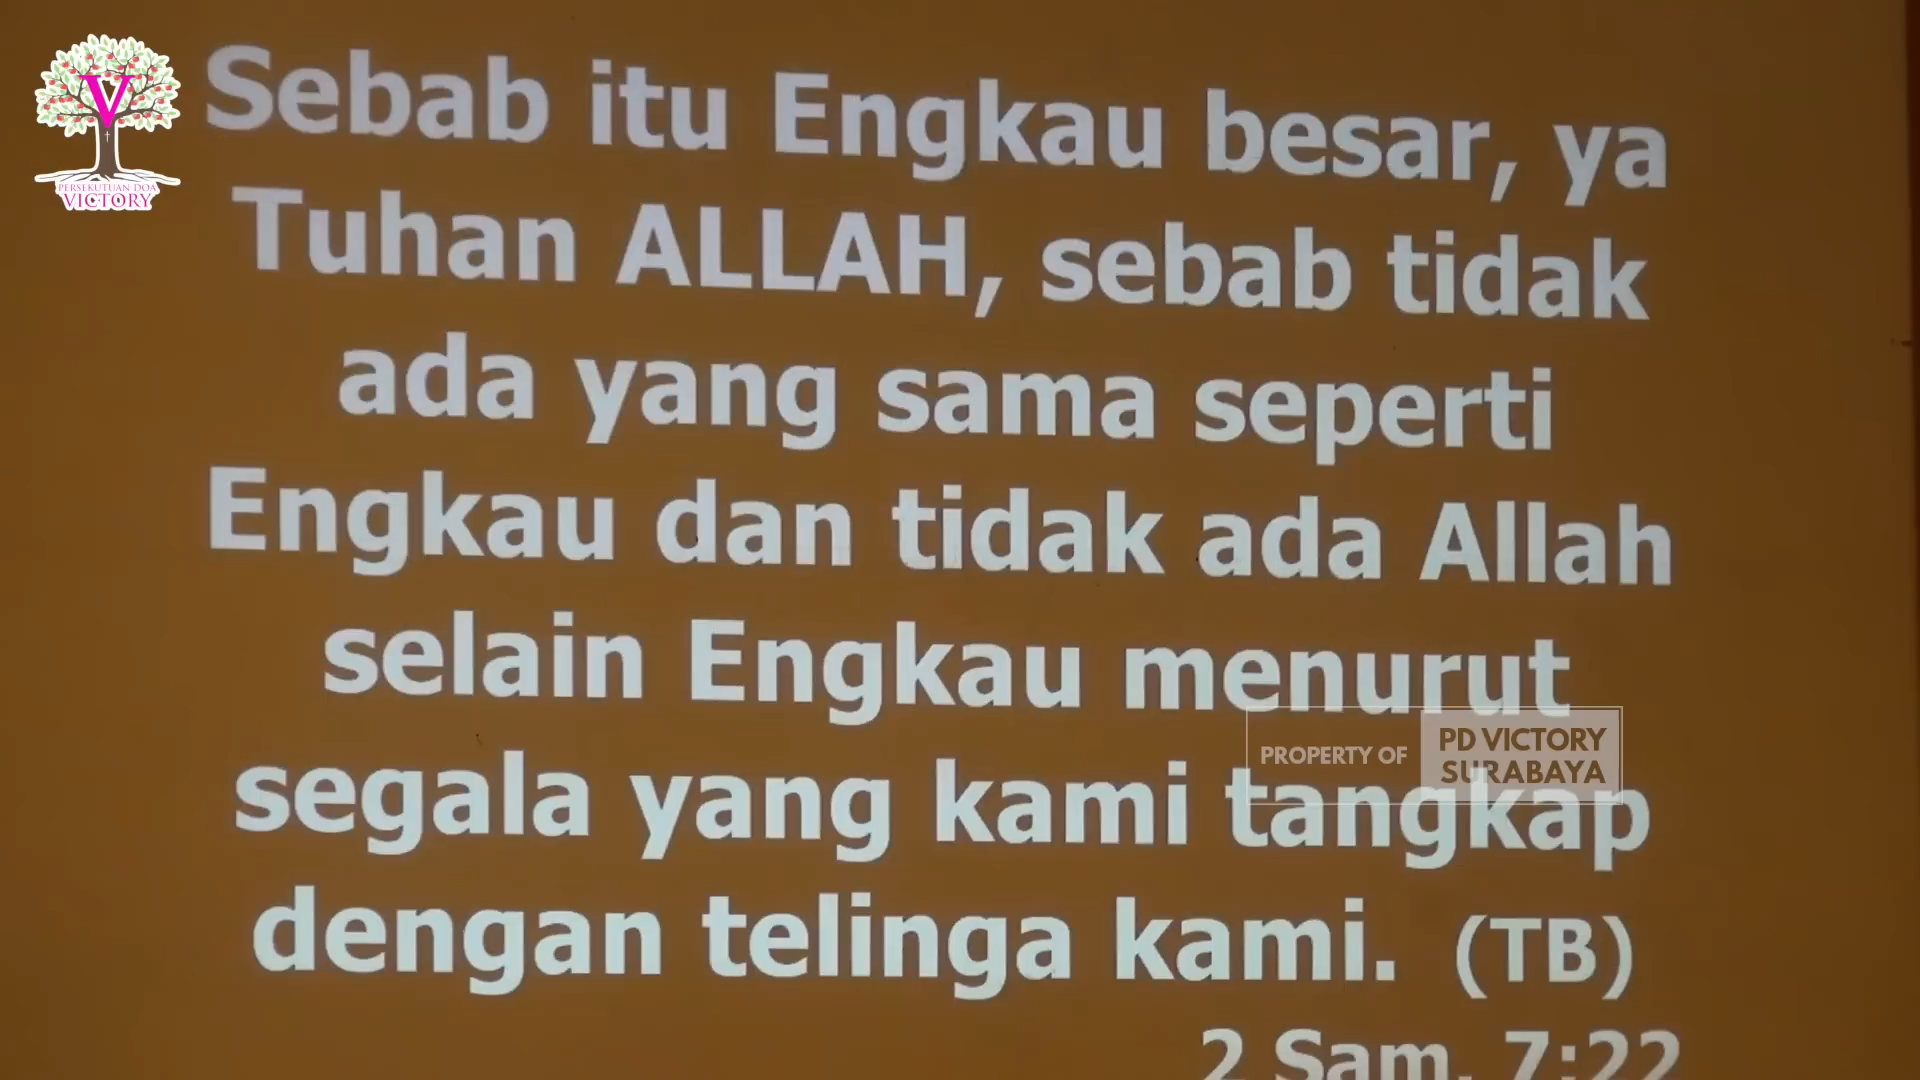 V
PERSEKUTUAN DOA
VICTORY
Sebab itu Engkau besar, ya
Tuhan ALLAH, sebab tidak
ada yang sama seperti
Engkau dan tidak ada Allah
selain Engkau menurut
segala yang kami tangkap
dengan telinga kami. (TB)
2 Sam. 7:22
PROPERTY OF
PD VICTORY
SURABAYA